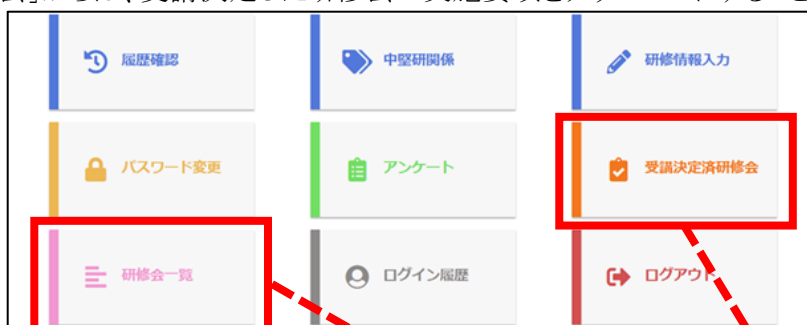 履歴確認
中堅研関係
研修情報入力
パスワード変更
アンケート
受講決定済研修会
研修会一覧
ログイン履歴
ログアウト